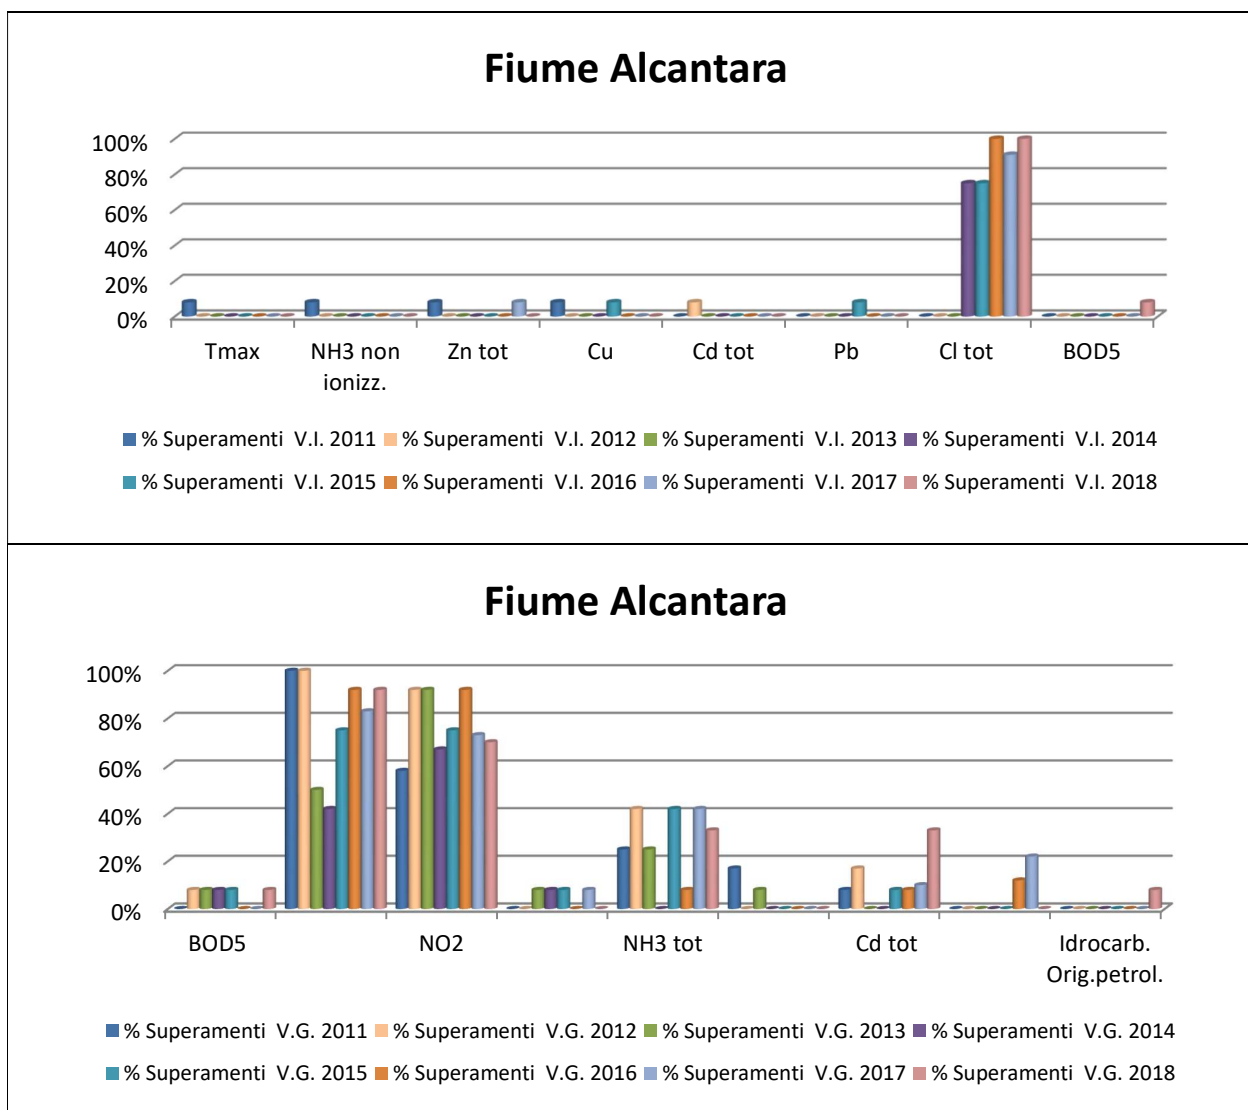 Fiume Alcantara
100%
80%
60%
40%
20%
0%
Tmax NH3 non ionizz. Zn tot Cu Cd tot Pb Cl tot BOD5
% Superamenti V.I. 2011 % Superamenti V.I. 2012 % Superamenti V.I. 2013 % Superamenti V.I. 2014
% Superamenti V.I. 2015 % Superamenti V.I. 2016 % Superamenti V.I. 2017 % Superamenti V.I. 2018
Fiume Alcantara
100%
80%
60%
40%
20%
0%
BOD5 NO2 NH3 tot Cd tot Idrocarb. Orig.petrol.
% Superamenti V.G. 2011 % Superamenti V.G. 2012 % Superamenti V.G. 2013 % Superamenti V.G. 2014
% Superamenti V.G. 2015 % Superamenti V.G. 2016 % Superamenti V.G. 2017 % Superamenti V.G. 2018